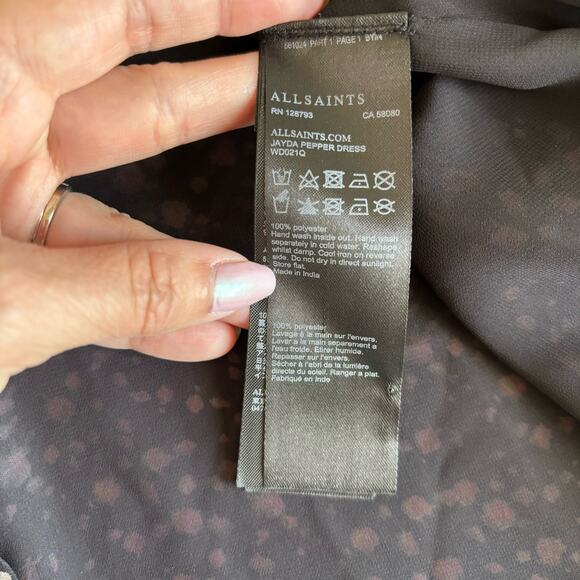 561024 PART 1 PAGE 1 BYIN
ALLSAINTS
RN 128793 CA 58080
ALLSAINTS.COM
JAYDA PEPPER DRESS
WD021Q
100% polyester
Hand wash inside out. Hand wash
separately in cold water. Reshape
whilst damp. Cool iron on reverse
side. Do not dry in direct sunlight.
Store flat.
Made in India
100% polyester
Lavage à la main sur l'envers.
Laver a la main separement a
l'eau froide. Etirer humide.
Repasser sur l'envers.
Sécher à l'abri de la lumière
directe du soleil. Ranger a plat.
Fabriqué en Inde